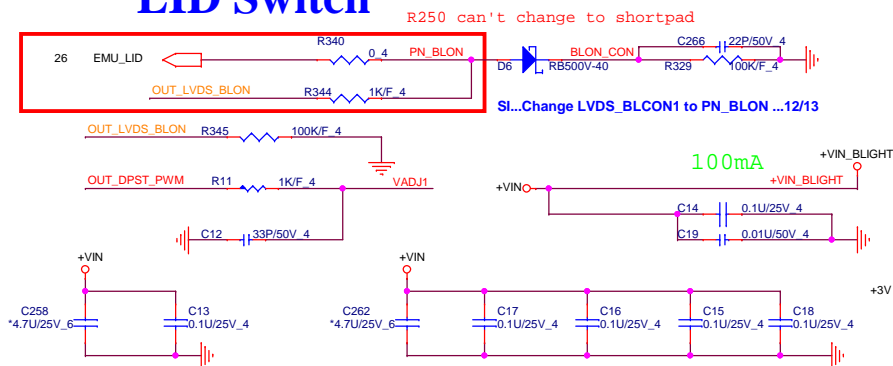 LID Switch
R250 can't change to shortpad
26 EMU_LID R340 0_4 PN_BLON D6 RB500V-40 BLON_CON C266 22P/50V_4
R329 100K/F_4
OUT_LVDS_BLON R344 1K/F_4
SI...Change LVDS_BLCON1 to PN_BLON ...12/13
OUT_LVDS_BLON R345 100K/F_4
OUT_DPST_PWM R11 1K/F_4 VADJ1
100mA
+VIN_BLIGHT
+VIN +VIN_BLIGHT
C14 0.1U/25V_4
C12 33P/50V_4
C19 0.01U/50V_4
+VIN
+VIN
+3V
C258 *4.7U/25V_6
C13 0.1U/25V_4
C262 *4.7U/25V_6
C17 0.1U/25V_4
C16 0.1U/25V_4
C15 0.1U/25V_4
C18 0.1U/25V_4